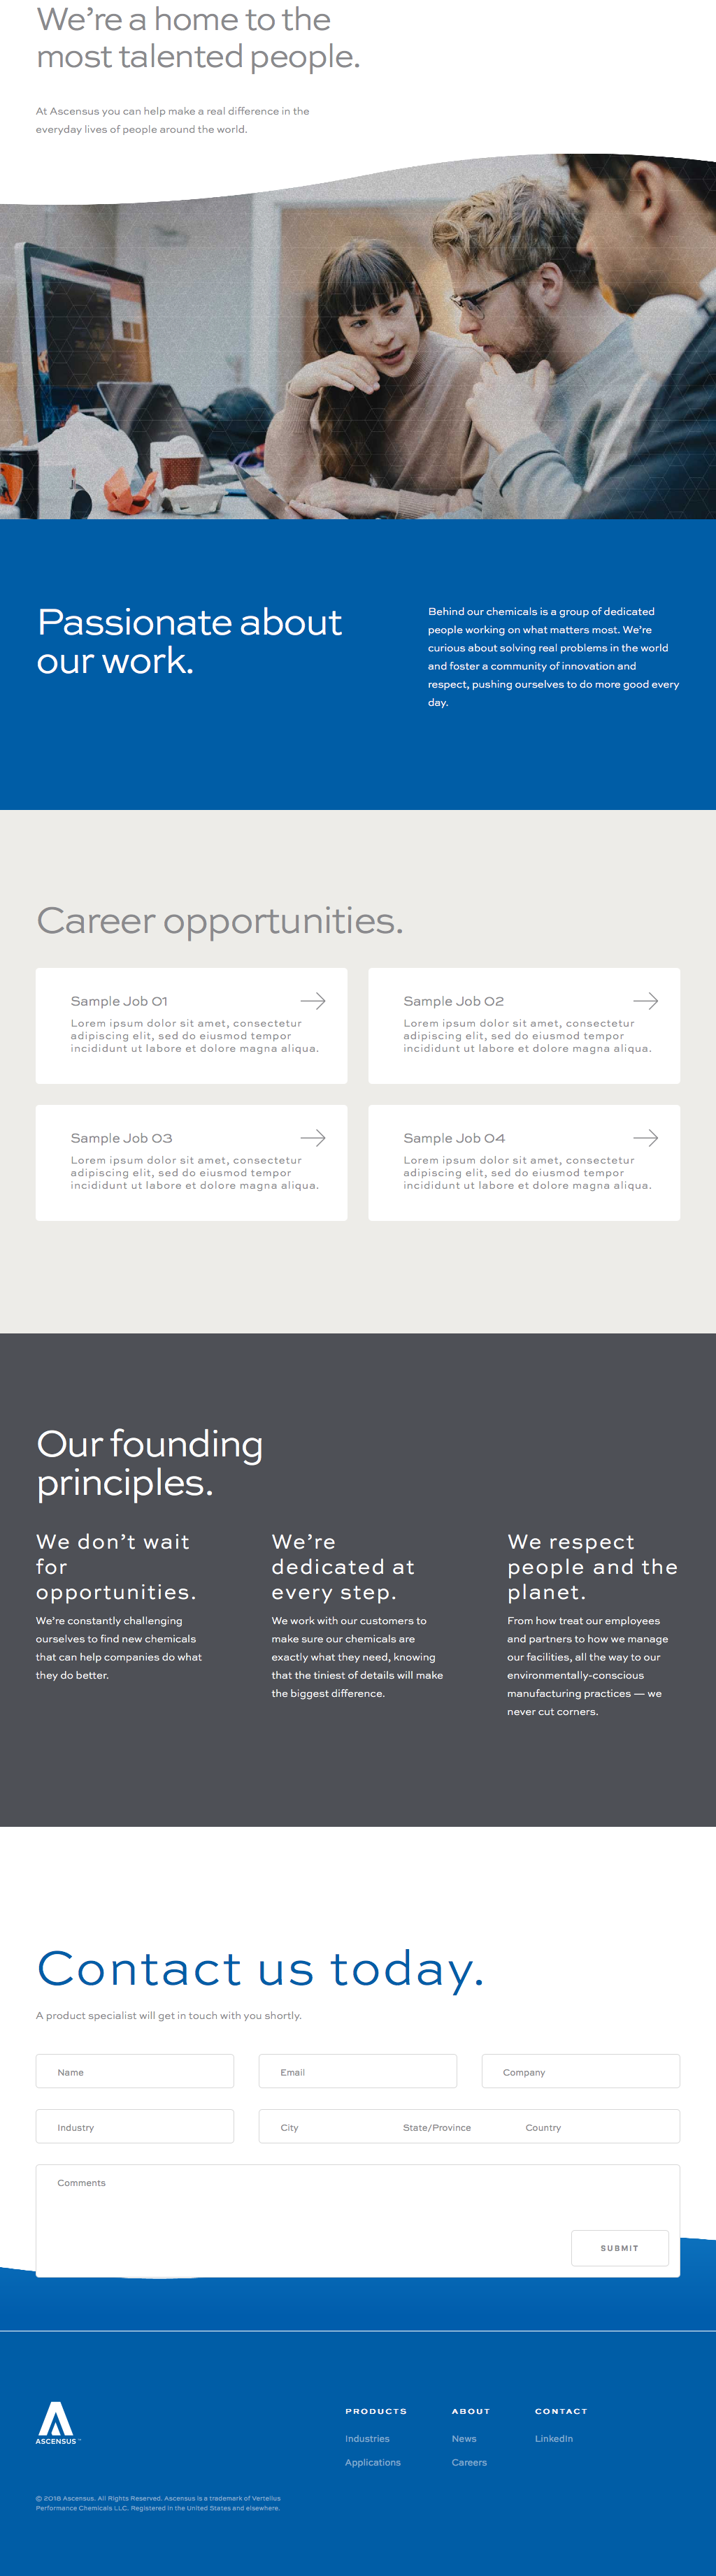 We’re a home to the
most talented people.
At Ascensus you can help make a real difference in the
everyday lives of people around the world.
Passionate about
our work.
Behind our chemicals is a group of dedicated
people working on what matters most. We’re
curious about solving real problems in the world
and foster a community of innovation and
respect, pushing ourselves to do more good every
day.
Career opportunities.
Sample Job 01
Lorem ipsum dolor sit amet, consectetur
adipiscing elit, sed do eiusmod tempor
incididunt ut labore et dolore magna aliqua.
Sample Job 02
Lorem ipsum dolor sit amet, consectetur
adipiscing elit, sed do eiusmod tempor
incididunt ut labore et dolore magna aliqua.
Sample Job 03
Lorem ipsum dolor sit amet, consectetur
adipiscing elit, sed do eiusmod tempor
incididunt ut labore et dolore magna aliqua.
Sample Job 04
Lorem ipsum dolor sit amet, consectetur
adipiscing elit, sed do eiusmod tempor
incididunt ut labore et dolore magna aliqua.
Our founding
principles.
We don’t wait
for
opportunities.
We’re constantly challenging
ourselves to find new chemicals
that can help companies do what
they do better.
We’re
dedicated at
every step.
We work with our customers to
make sure our chemicals are
exactly what they need, knowing
that the tiniest of details will make
the biggest difference.
We respect
people and the
planet.
From how treat our employees
and partners to how we manage
our facilities, all the way to our
environmentally-conscious
manufacturing practices — we
never cut corners.
Contact us today.
A product specialist will get in touch with you shortly.
Name
Email
Company
Industry
City
State/Province
Country
Comments
SUBMIT
ASCENSUS™
PRODUCTS
Industries
Applications
ABOUT
News
Careers
CONTACT
LinkedIn
© 2018 Ascensus. All Rights Reserved. Ascensus is a trademark of Vertellus
Performance Chemicals LLC. Registered in the United States and elsewhere.